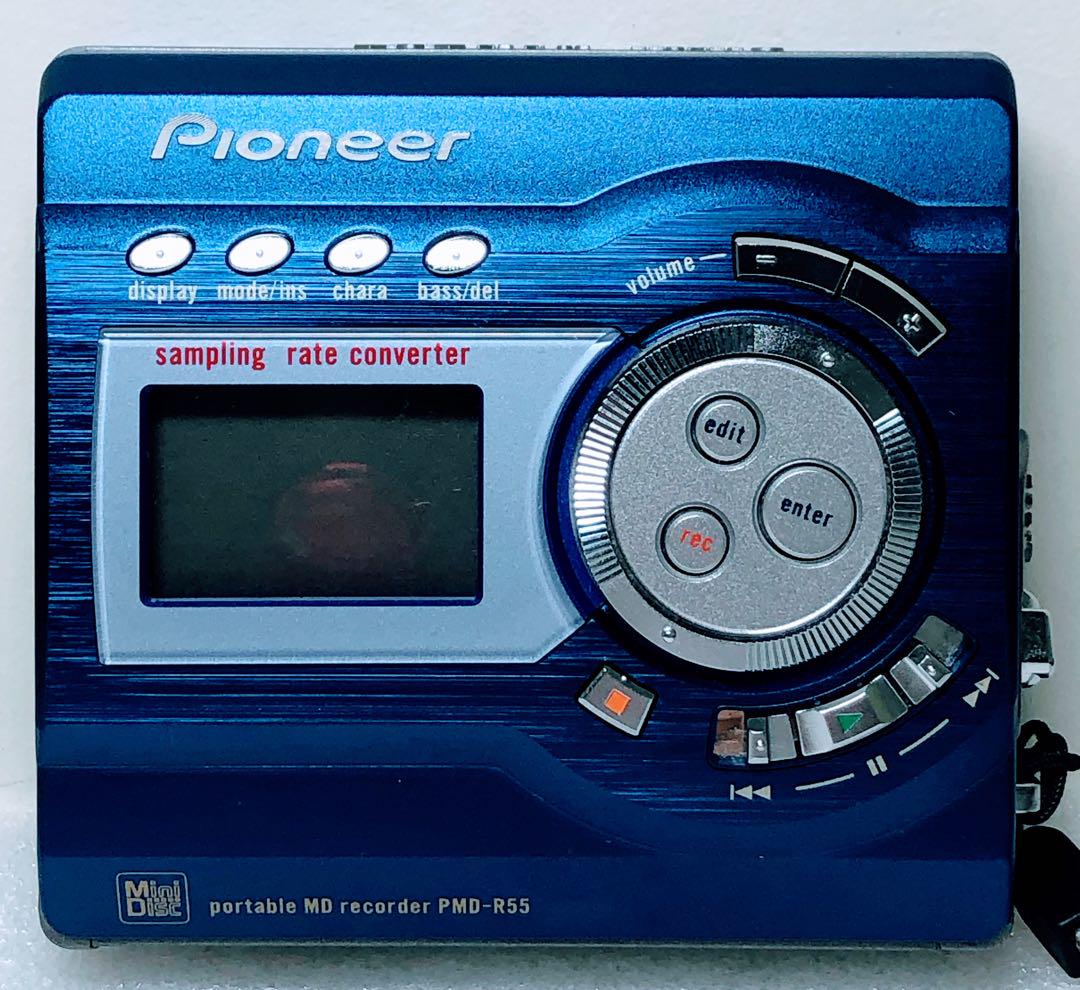 Pioneer
display mode/ins chara bass/del
volume
− +
sampling rate converter
edit
enter
rec
Mini Disc
portable MD recorder PMD-R55